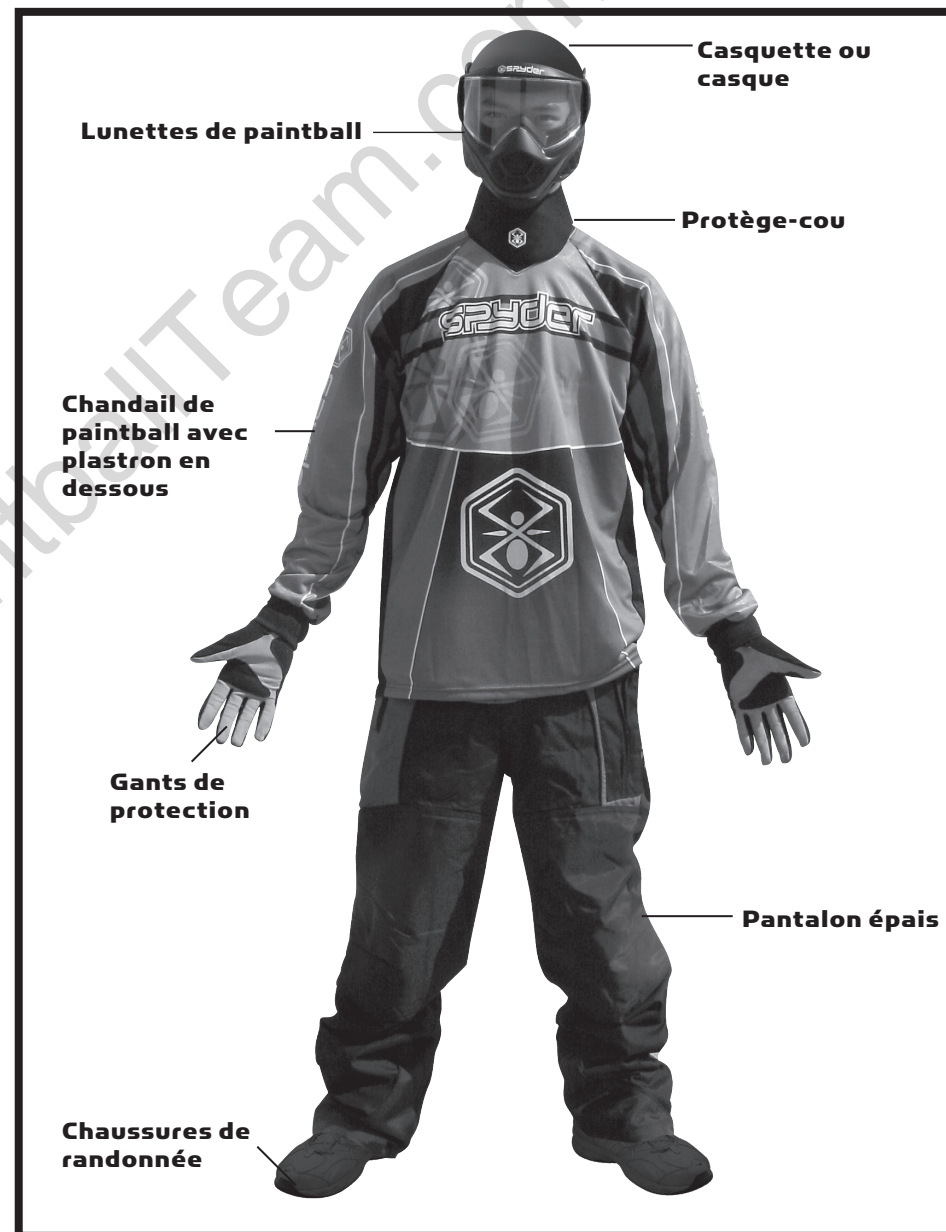 Casquette ou
casque
Lunettes de paintball
spyder
Protège-cou
spyder
Chandail de
paintball avec
plastron en
dessous
Gants de
protection
Pantalon épais
Chaussures de
randonnée